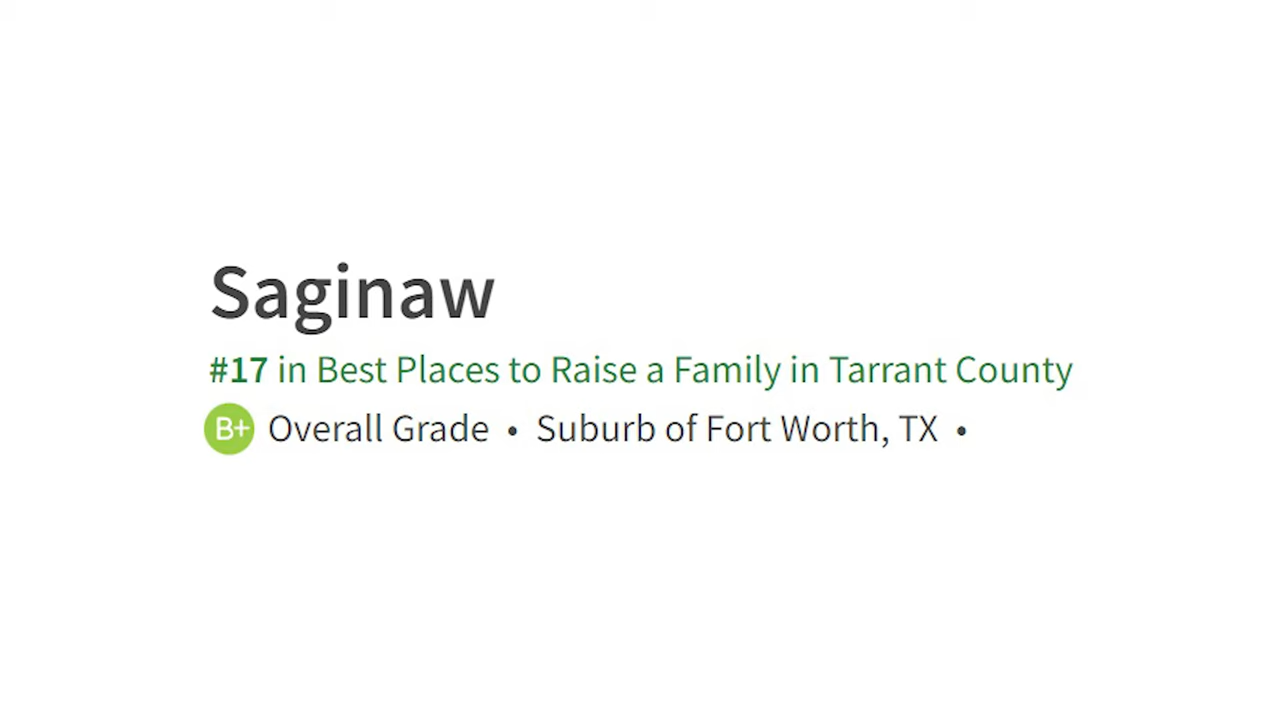 Saginaw
#17 in Best Places to Raise a Family in Tarrant County
B+ Overall Grade • Suburb of Fort Worth, TX •